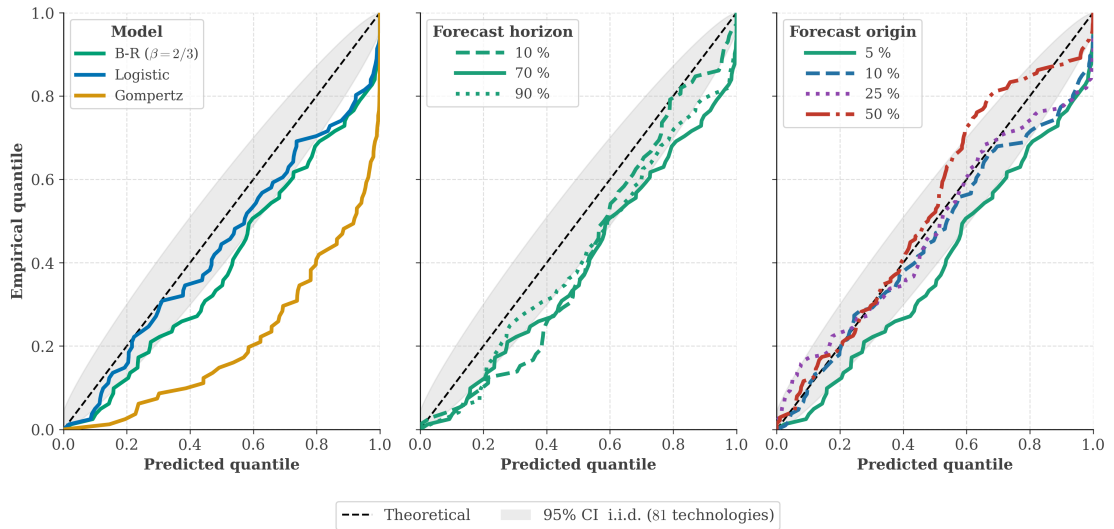 Model
B-R (β=2/3)
Logistic
Gompertz
Forecast horizon
10 %
70 %
90 %
Forecast origin
5 %
10 %
25 %
50 %
Empirical quantile
1.0
0.8
0.6
0.4
0.2
0.0
0.0 0.2 0.4 0.6 0.8 1.0
0.0 0.2 0.4 0.6 0.8 1.0
0.0 0.2 0.4 0.6 0.8 1.0
Predicted quantile
Predicted quantile
Predicted quantile
Theoretical 95% CI i.i.d. (81 technologies)